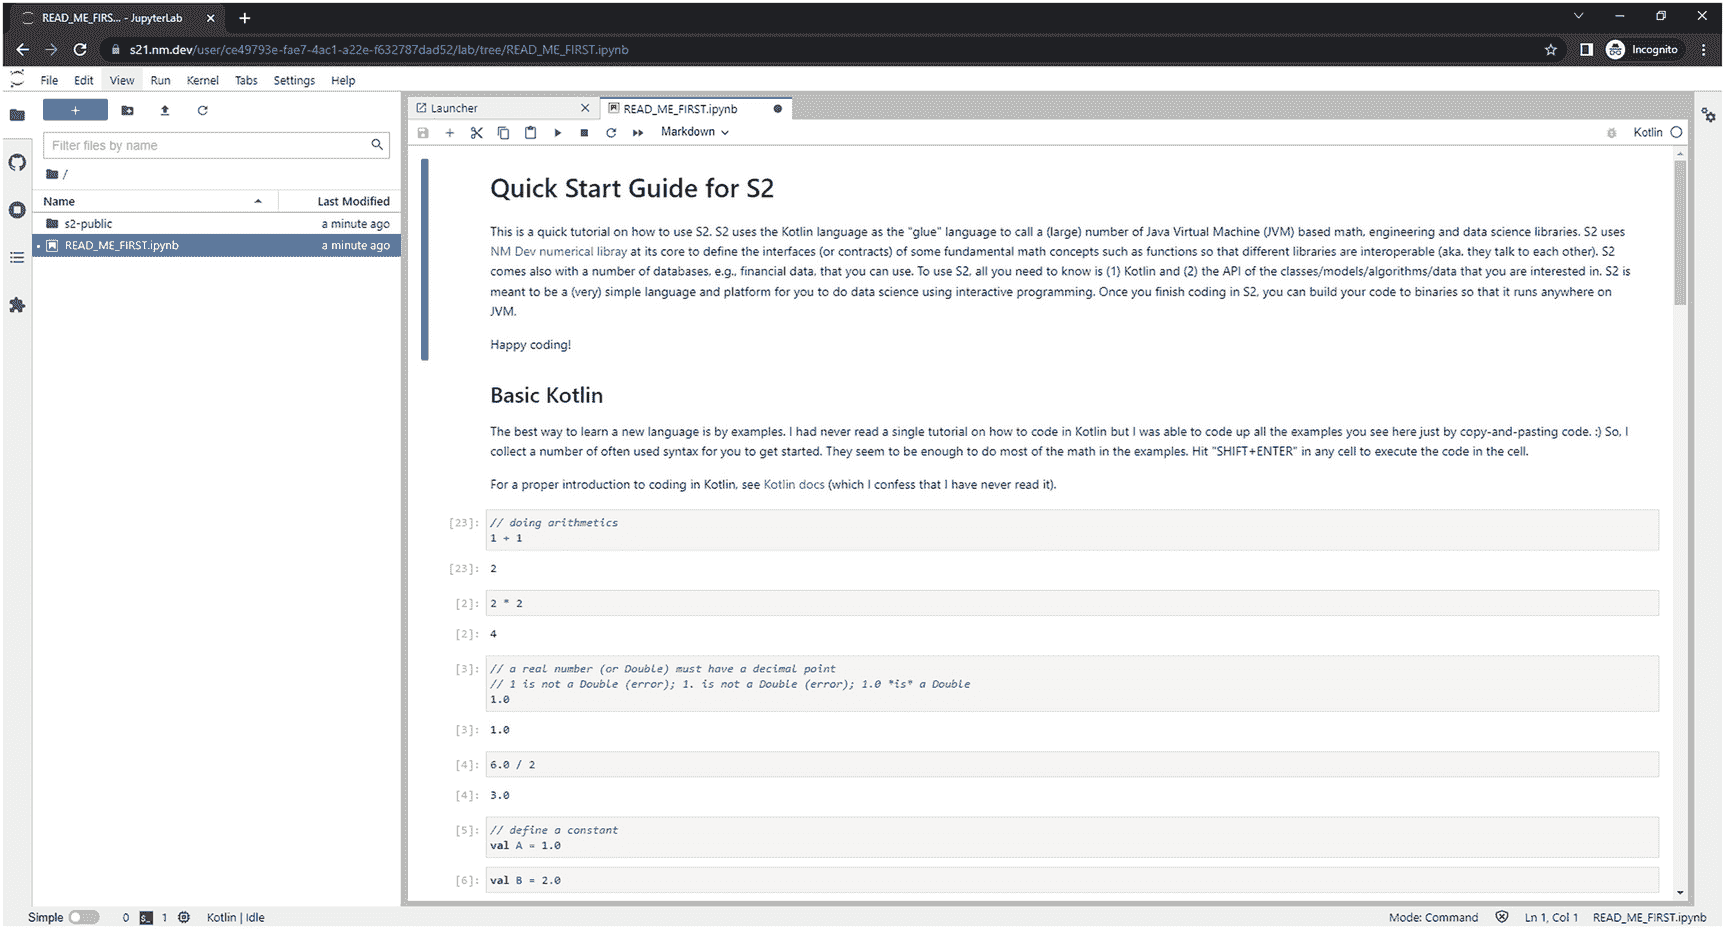 READ_ME_FIRS... - JupyterLab
s21.nm.dev/user/ce49793e-fae7-4ac1-a22e-f632787dad52/lab/tree/READ_ME_FIRST.ipynb
Incognito
File Edit View Run Kernel Tabs Settings Help
Launcher
READ_ME_FIRST.ipynb
Markdown
Kotlin
Filter files by name
/
Name Last Modified
s2-public a minute ago
READ_ME_FIRST.ipynb a minute ago
Quick Start Guide for S2
This is a quick tutorial on how to use S2. S2 uses the Kotlin language as the "glue" language to call a (large) number of Java Virtual Machine (JVM) based math, engineering and data science libraries. S2 uses
NM Dev numerical libray at its core to define the interfaces (or contracts) of some fundamental math concepts such as functions so that different libraries are interoperable (aka. they talk to each other). S2
comes also with a number of databases, e.g., financial data, that you can use. To use S2, all you need to know is (1) Kotlin and (2) the API of the classes/models/algorithms/data that you are interested in. S2 is
meant to be a (very) simple language and platform for you to do data science using interactive programming. Once you finish coding in S2, you can build your code to binaries so that it runs anywhere on
JVM.
Happy coding!
Basic Kotlin
The best way to learn a new language is by examples. I had never read a single tutorial on how to code in Kotlin but I was able to code up all the examples you see here just by copy-and-pasting code. :) So, I
collect a number of often used syntax for you to get started. They seem to be enough to do most of the math in the examples. Hit "SHIFT+ENTER" in any cell to execute the code in the cell.
For a proper introduction to coding in Kotlin, see Kotlin docs (which I confess that I have never read it).
[23]: // doing arithmetics
1 + 1
[23]: 2
[2]: 2 * 2
[2]: 4
[3]: // a real number (or Double) must have a decimal point
// 1 is not a Double (error); 1. is not a Double (error); 1.0 *is* a Double
1.0
[3]: 1.0
[4]: 6.0 / 2
[4]: 3.0
[5]: // define a constant
val A = 1.0
[6]: val B = 2.0
Simple 0 1 Kotlin | Idle
Mode: Command Ln 1, Col 1 READ_ME_FIRST.ipynb